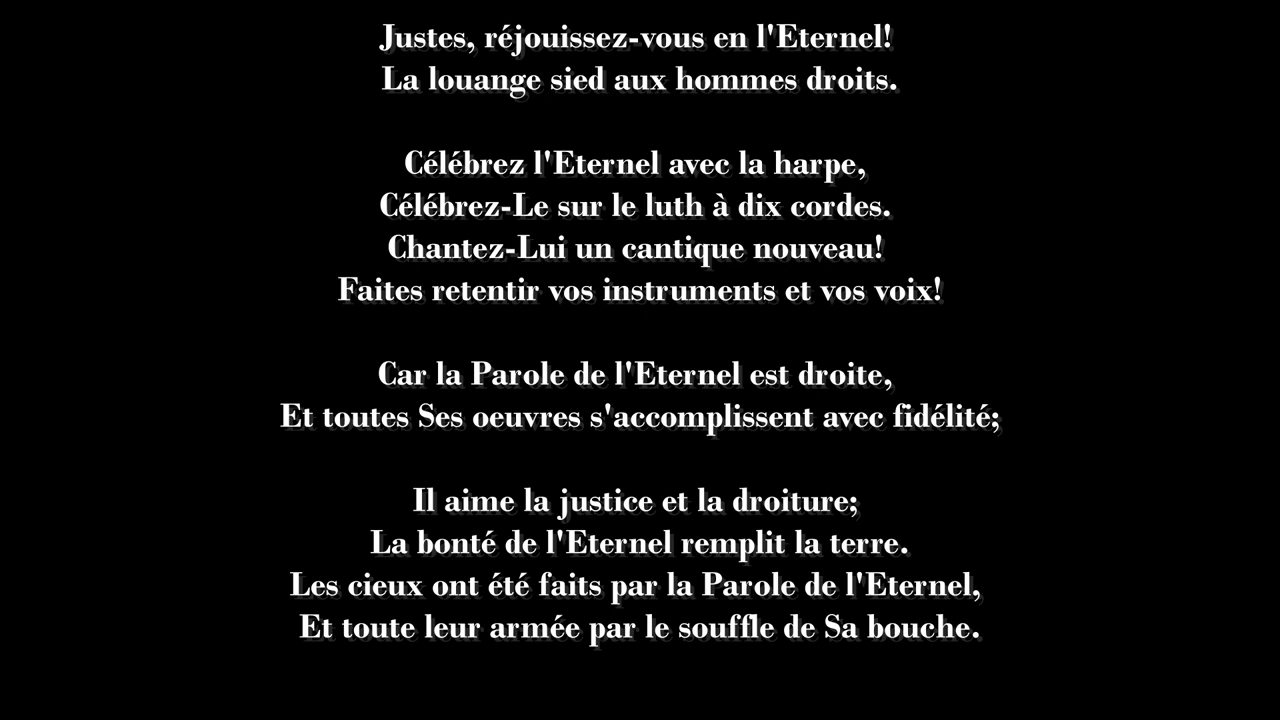 Justes, réjouissez-vous en l'Eternel!
La louange sied aux hommes droits.
Célébrez l'Eternel avec la harpe,
Célébrez-Le sur le luth à dix cordes.
Chantez-Lui un cantique nouveau!
Faites retentir vos instruments et vos voix!
Car la Parole de l'Eternel est droite,
Et toutes Ses oeuvres s'accomplissent avec fidélité;
Il aime la justice et la droiture;
La bonté de l'Eternel remplit la terre.
Les cieux ont été faits par la Parole de l'Eternel,
Et toute leur armée par le souffle de Sa bouche.